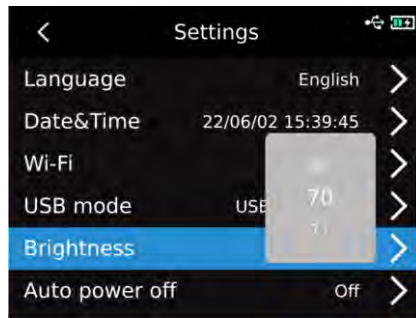 Settings
Language English
Date&Time 22/06/02 15:39:45
Wi-Fi
USB mode
70
Brightness
Auto power off Off